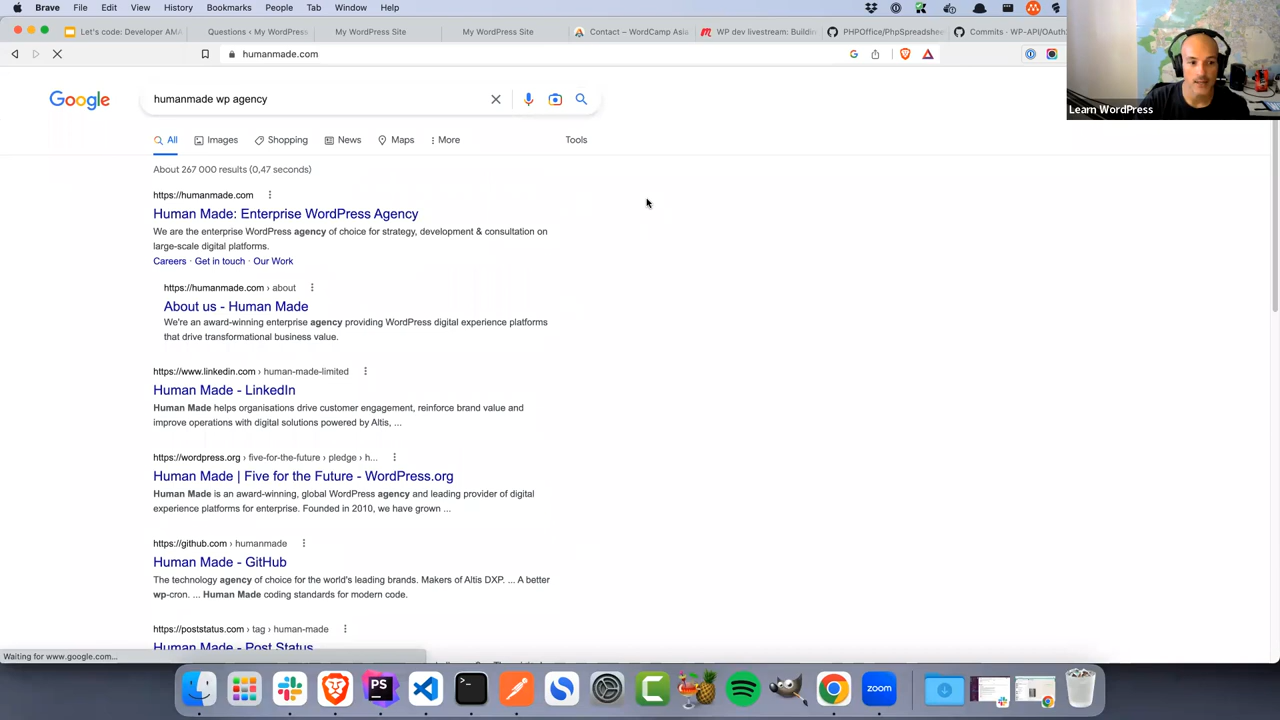 Brave File Edit View History Bookmarks People Tab Window Help
Let's code: Developer AMA
Questions ‹ My WordPress
My WordPress Site
My WordPress Site
Contact – WordCamp Asia
WP dev livestream: Buildin
PHPOffice/PhpSpreadshee
Commits · WP-API/OAuth
humanmade.com
Learn WordPress
Google
humanmade wp agency
All Images Shopping News Maps More Tools
About 267 000 results (0,47 seconds)
https://humanmade.com
Human Made: Enterprise WordPress Agency
We are the enterprise WordPress agency of choice for strategy, development & consultation on
large-scale digital platforms.
Careers · Get in touch · Our Work
https://humanmade.com › about
About us - Human Made
We're an award-winning enterprise agency providing WordPress digital experience platforms
that drive transformational business value.
https://www.linkedin.com › human-made-limited
Human Made - LinkedIn
Human Made helps organisations drive customer engagement, reinforce brand value and
improve operations with digital solutions powered by Altis, ...
https://wordpress.org › five-for-the-future › pledge › h...
Human Made | Five for the Future - WordPress.org
Human Made is an award-winning, global WordPress agency and leading provider of digital
experience platforms for enterprise. Founded in 2010, we have grown ...
https://github.com › humanmade
Human Made - GitHub
The technology agency of choice for the world's leading brands. Makers of Altis DXP. ... A better
wp-cron. ... Human Made coding standards for modern code.
https://poststatus.com › tag › human-made
Human Made - Post Status
Waiting for www.google.com...
PS
zoom